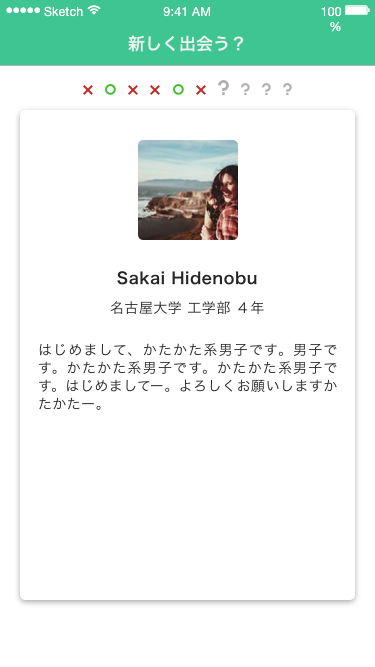 ●●●●● Sketch 9:41 AM 100%
新しく出会う？
× ○ × × ○ × ? ? ? ?
Sakai Hidenobu
名古屋大学 工学部 ４年
はじめまして、かたかた系男子です。男子で
す。かたかた系男子です。かたかた系男子で
す。はじめましてー。よろしくお願いしますか
たかたー。